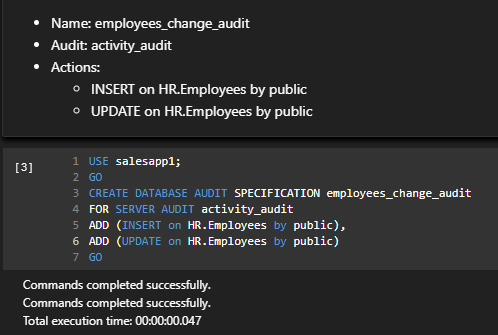 Name: employees_change_audit
Audit: activity_audit
Actions:
INSERT on HR.Employees by public
UPDATE on HR.Employees by public
[3]
1 USE salesapp1;
2 GO
3 CREATE DATABASE AUDIT SPECIFICATION employees_change_audit
4 FOR SERVER AUDIT activity_audit
5 ADD (INSERT on HR.Employees by public),
6 ADD (UPDATE on HR.Employees by public)
7 GO
Commands completed successfully.
Commands completed successfully.
Total execution time: 00:00:00.047